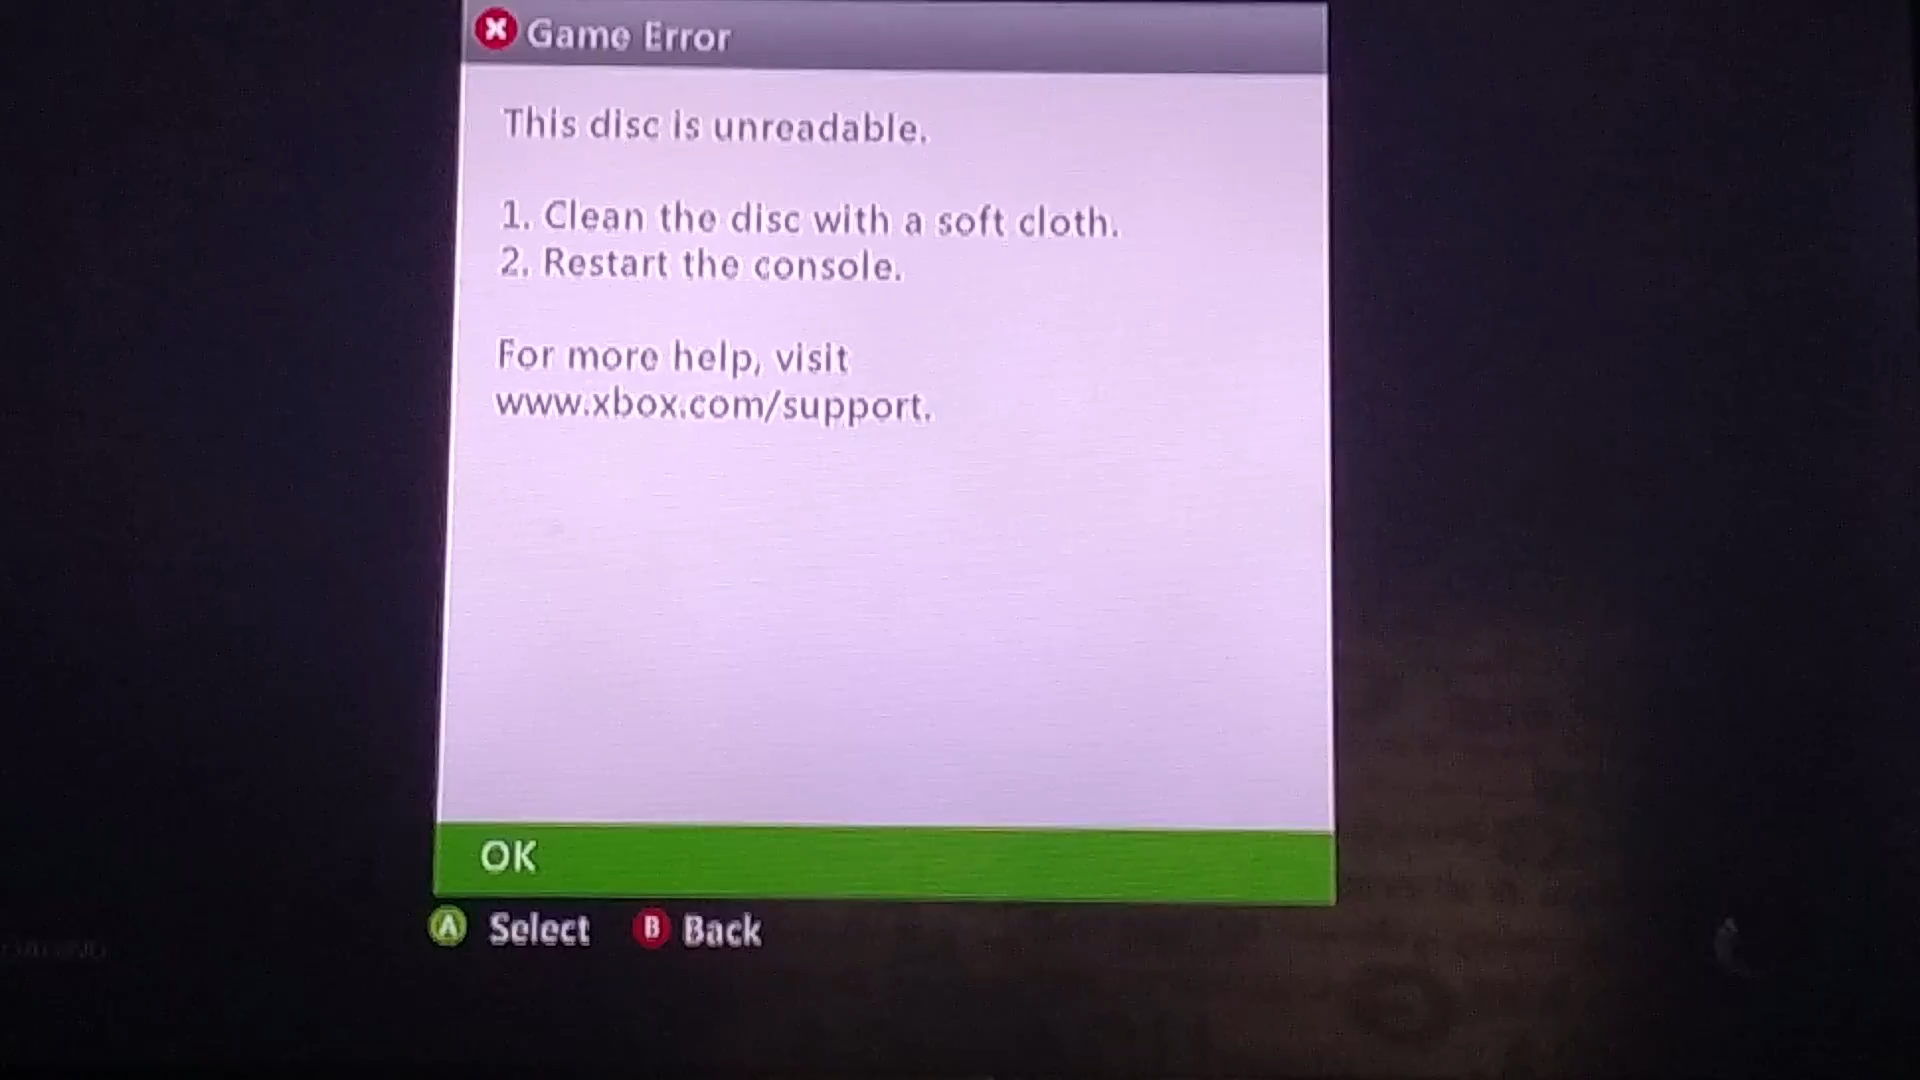 Game Error
This disc is unreadable.
1. Clean the disc with a soft cloth.
2. Restart the console.
For more help, visit
www.xbox.com/support.
OK
A Select B Back